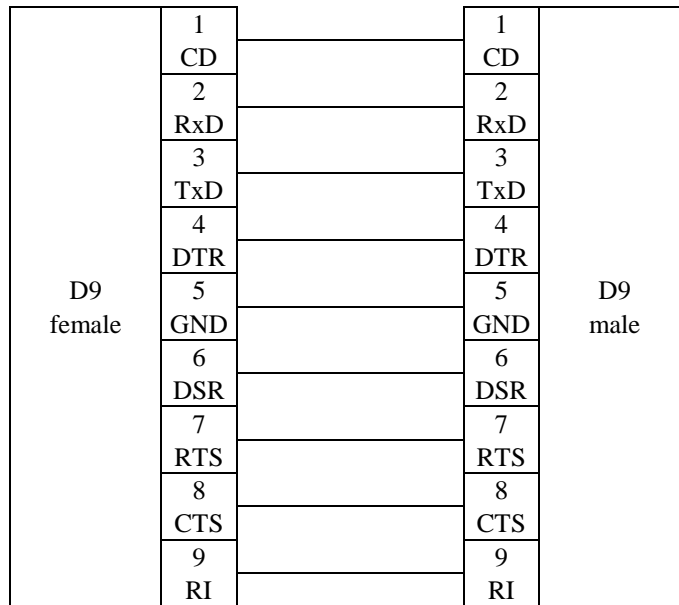 1 1
CD CD
2 2
RxD RxD
3 3
TxD TxD
4 4
DTR DTR
D9 5 5 D9
female GND GND male
6 6
DSR DSR
7 7
RTS RTS
8 8
CTS CTS
9 9
RI RI